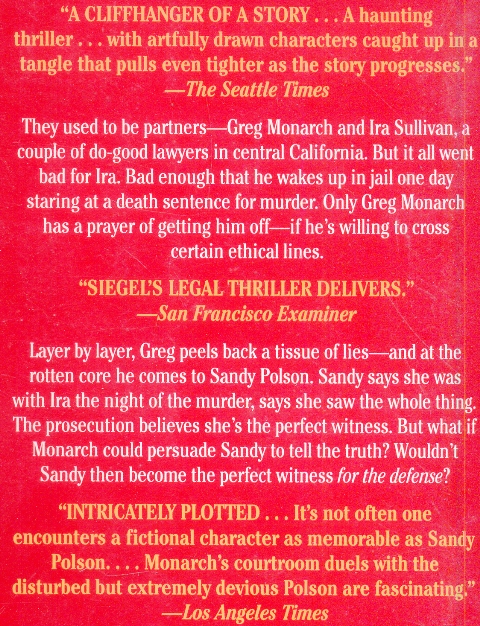 “A CLIFFHANGER OF A STORY . . . A haunting
thriller . . . with artfully drawn characters caught up in a
tangle that pulls even tighter as the story progresses.”
—The Seattle Times
They used to be partners—Greg Monarch and Ira Sullivan, a
couple of do-good lawyers in central California. But it all went
bad for Ira. Bad enough that he wakes up in jail one day
staring at a death sentence for murder. Only Greg Monarch
has a prayer of getting him off—if he’s willing to cross
certain ethical lines.
“SIEGEL’S LEGAL THRILLER DELIVERS.”
—San Francisco Examiner
Layer by layer, Greg peels back a tissue of lies—and at the
rotten core he comes to Sandy Polson. Sandy says she was
with Ira the night of the murder, says she saw the whole thing.
The prosecution believes she’s the perfect witness. But what if
Monarch could persuade Sandy to tell the truth? Wouldn’t
Sandy then become the perfect witness for the defense?
“INTRICATELY PLOTTED . . . It’s not often one
encounters a fictional character as memorable as Sandy
Polson. . . . Monarch’s courtroom duels with the
disturbed but extremely devious Polson are fascinating.”
—Los Angeles Times